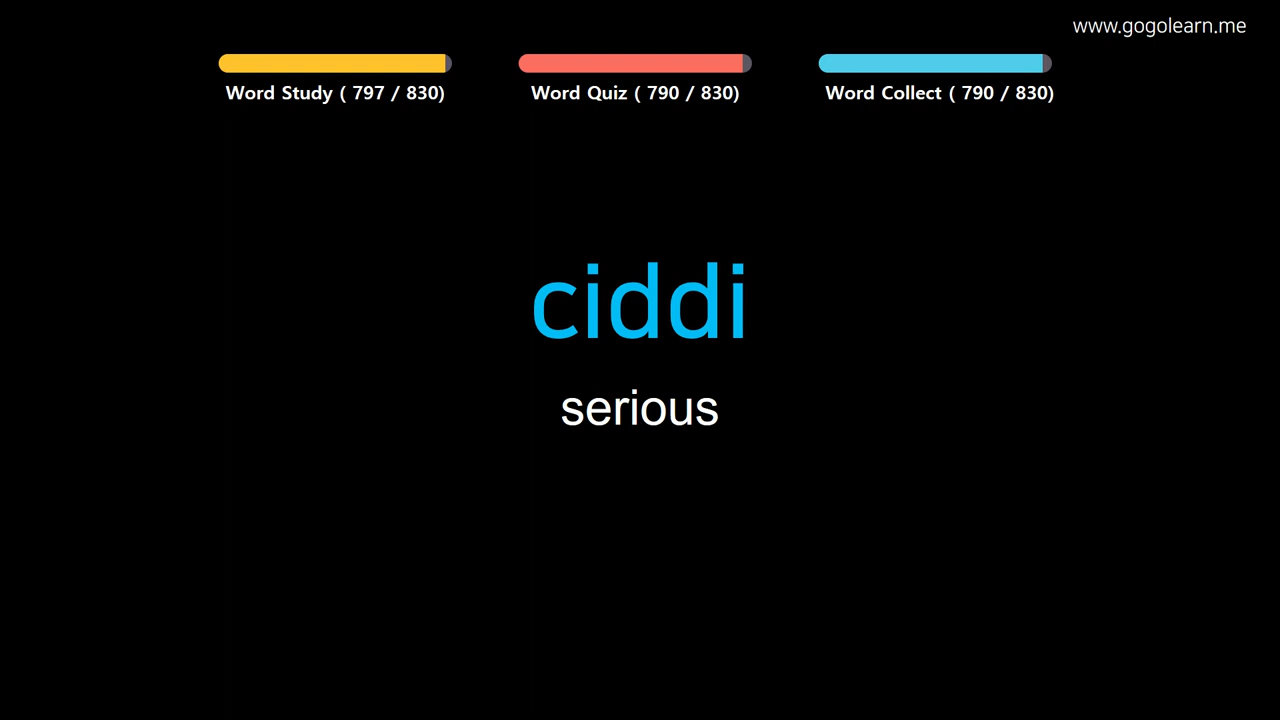 www.gogolearn.me
Word Study ( 797 / 830)
Word Quiz ( 790 / 830)
Word Collect ( 790 / 830)
ciddi
serious